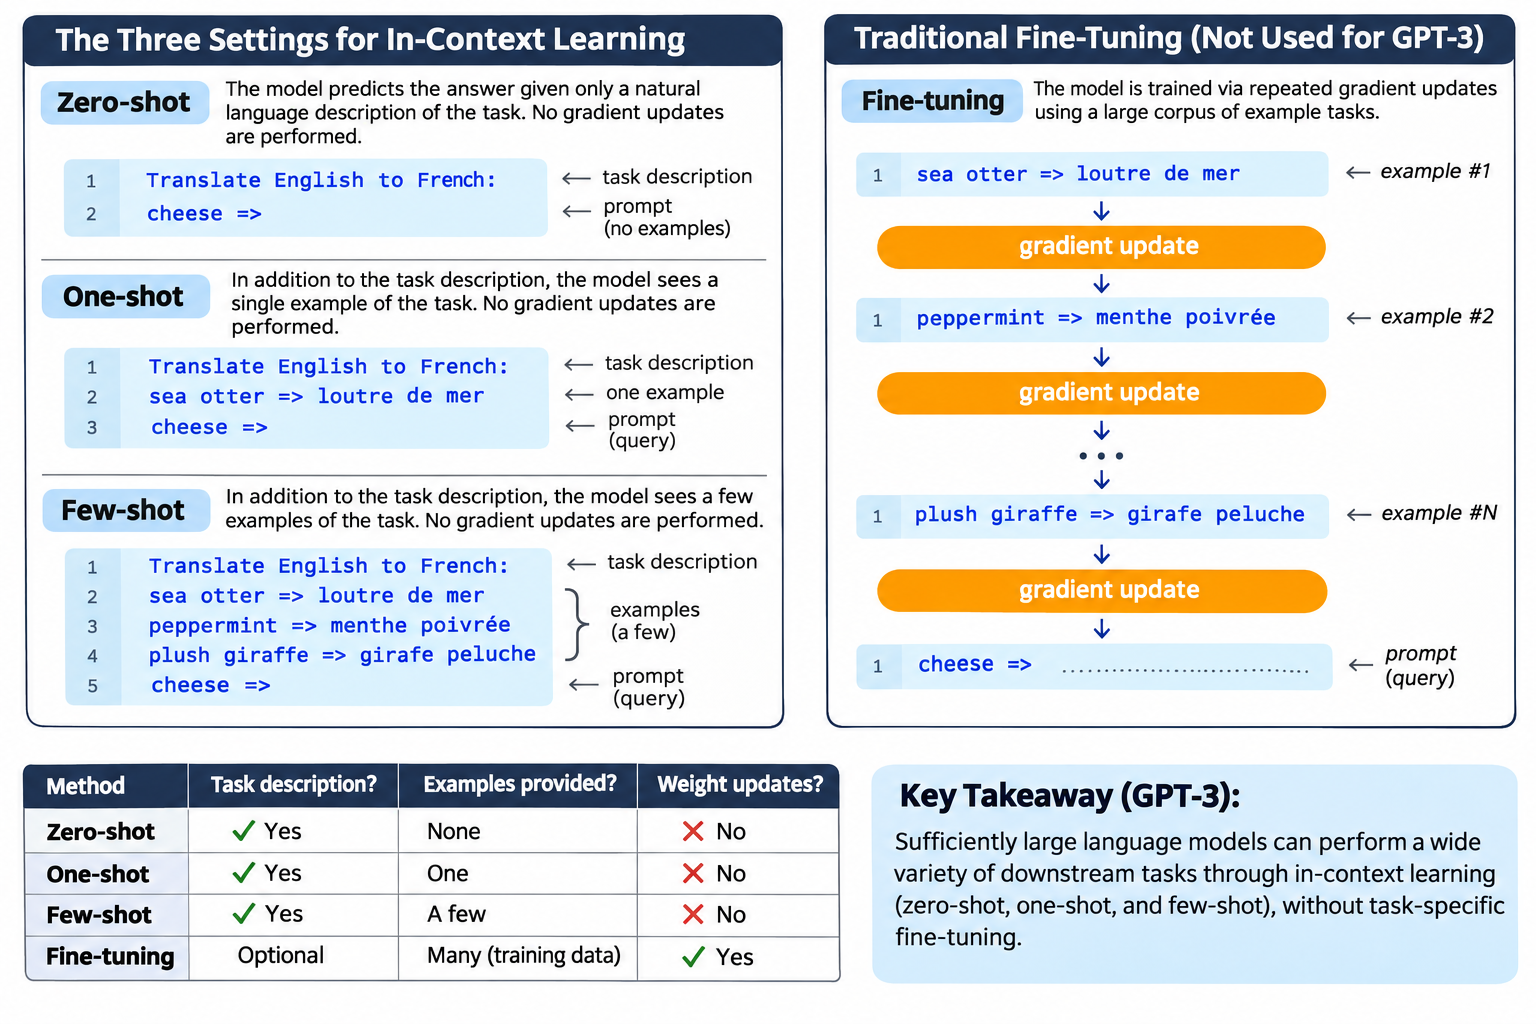 The Three Settings for In-Context Learning
Zero-shot
The model predicts the answer given only a natural
language description of the task. No gradient updates
are performed.
1 Translate English to French: ← task description
2 cheese => ← prompt
(no examples)
One-shot
In addition to the task description, the model sees a
single example of the task. No gradient updates are
performed.
1 Translate English to French: ← task description
2 sea otter => loutre de mer ← one example
3 cheese => ← prompt
(query)
Few-shot
In addition to the task description, the model sees a few
examples of the task. No gradient updates are performed.
1 Translate English to French: ← task description
2 sea otter => loutre de mer
3 peppermint => menthe poivrée
4 plush giraffe => girafe peluche
examples
(a few)
5 cheese => ← prompt
(query)
Traditional Fine-Tuning (Not Used for GPT-3)
Fine-tuning
The model is trained via repeated gradient updates
using a large corpus of example tasks.
1 sea otter => loutre de mer ← example #1
↓
gradient update
↓
1 peppermint => menthe poivrée ← example #2
↓
gradient update
↓
•••
↓
1 plush giraffe => girafe peluche ← example #N
↓
gradient update
↓
1 cheese => ................................ ← prompt
(query)
Method Task description? Examples provided? Weight updates?
Zero-shot ✓ Yes None ✗ No
One-shot ✓ Yes One ✗ No
Few-shot ✓ Yes A few ✗ No
Fine-tuning Optional Many (training data) ✓ Yes
Key Takeaway (GPT-3):
Sufficiently large language models can perform a wide
variety of downstream tasks through in-context learning
(zero-shot, one-shot, and few-shot), without task-specific
fine-tuning.